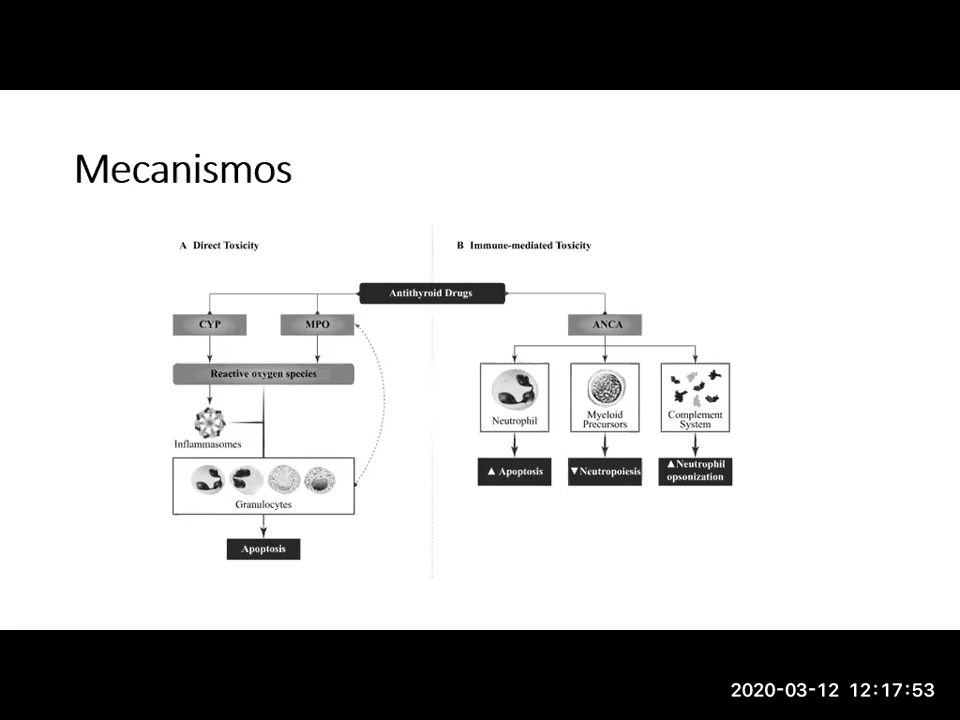 Mecanismos
A Direct Toxicity
B Immune-mediated Toxicity
Antithyroid Drugs
CYP
MPO
ANCA
Reactive oxygen species
Inflammasomes
Granulocytes
Apoptosis
Neutrophil
Myeloid
Precursors
Complement
System
▲ Apoptosis
▼Neutropoiesis
▲Neutrophil
opsonization
2020-03-12 12:17:53